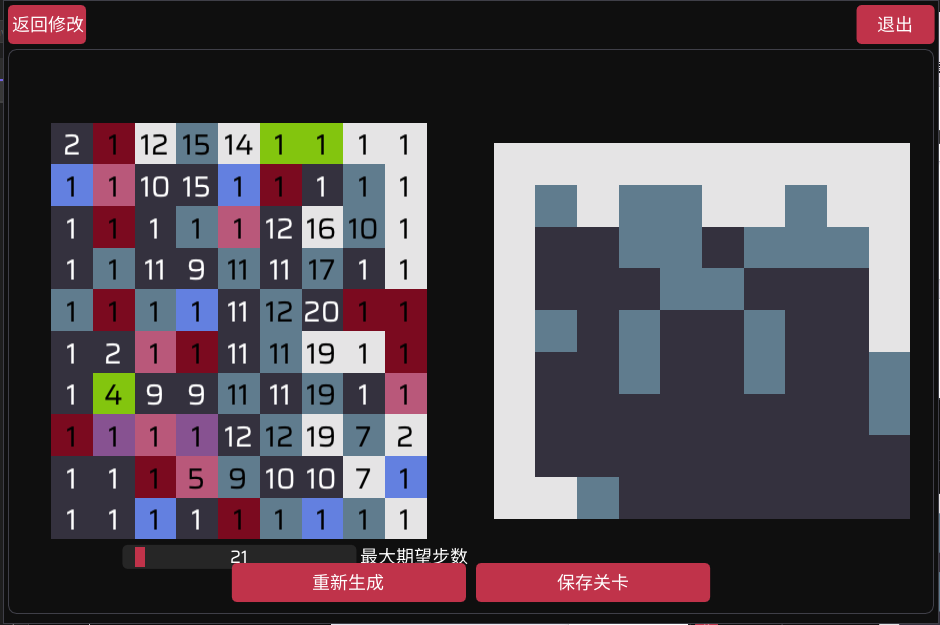 返回修改 退出
2 1 12 15 14 1 1 1 1
1 1 10 15 1 1 1 1 1
1 1 1 1 1 12 16 10 1
1 1 11 9 11 11 17 1 1
1 1 1 1 11 12 20 1 1
1 2 1 1 11 11 19 1 1
1 4 9 9 11 11 19 1 1
1 1 1 1 12 12 19 7 2
1 1 1 5 9 10 10 7 1
1 1 1 1 1 1 1 1 1
21 最大期望步数
重新生成 保存关卡